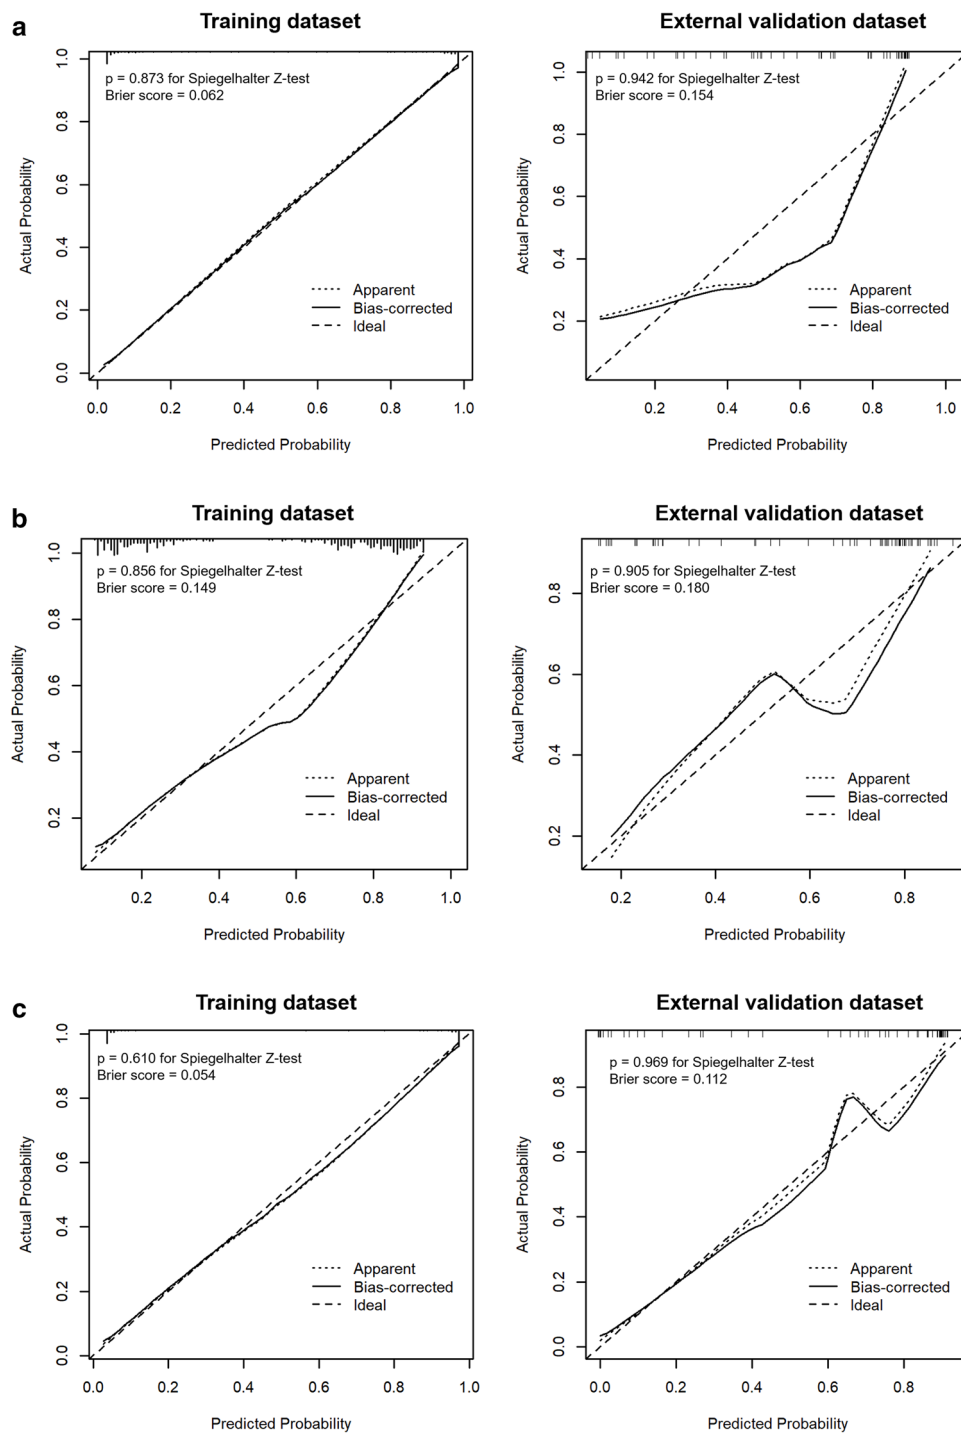 a
Training dataset
p = 0.873 for Spiegelhalter Z-test
Brier score = 0.062
Actual Probability
1.0
0.8
0.6
0.4
0.2
0.0
Apparent
Bias-corrected
Ideal
0.0 0.2 0.4 0.6 0.8 1.0
Predicted Probability
External validation dataset
p = 0.942 for Spiegelhalter Z-test
Brier score = 0.154
Actual Probability
1.0
0.8
0.6
0.4
0.2
Apparent
Bias-corrected
Ideal
0.2 0.4 0.6 0.8 1.0
Predicted Probability
b
Training dataset
p = 0.856 for Spiegelhalter Z-test
Brier score = 0.149
Actual Probability
1.0
0.8
0.6
0.4
0.2
Apparent
Bias-corrected
Ideal
0.2 0.4 0.6 0.8 1.0
Predicted Probability
External validation dataset
p = 0.905 for Spiegelhalter Z-test
Brier score = 0.180
Actual Probability
0.8
0.6
0.4
0.2
Apparent
Bias-corrected
Ideal
0.2 0.4 0.6 0.8
Predicted Probability
c
Training dataset
p = 0.610 for Spiegelhalter Z-test
Brier score = 0.054
Actual Probability
1.0
0.8
0.6
0.4
0.2
0.0
Apparent
Bias-corrected
Ideal
0.0 0.2 0.4 0.6 0.8 1.0
Predicted Probability
External validation dataset
p = 0.969 for Spiegelhalter Z-test
Brier score = 0.112
Actual Probability
0.8
0.6
0.4
0.2
0.0
Apparent
Bias-corrected
Ideal
0.0 0.2 0.4 0.6 0.8
Predicted Probability